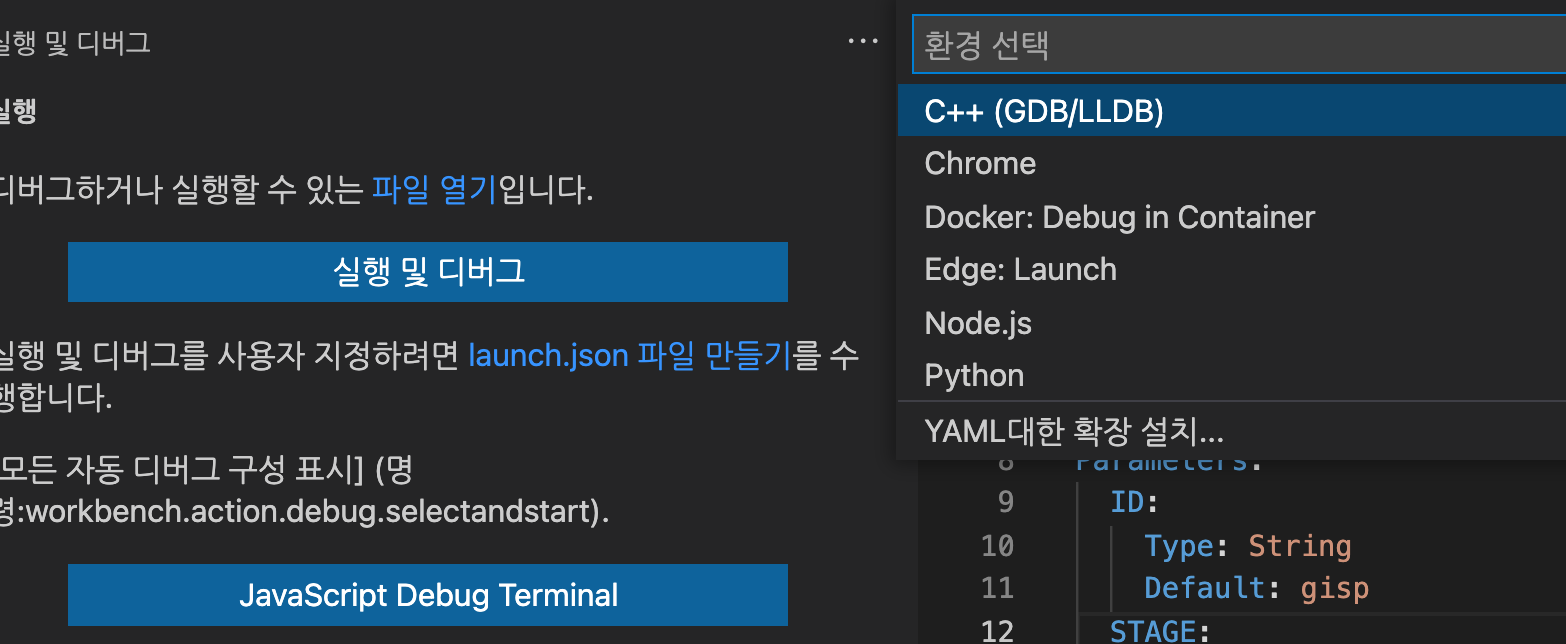 실행 및 디버그
실행
디버그하거나 실행할 수 있는 파일 열기입니다.
실행 및 디버그
실행 및 디버그를 사용자 지정하려면 launch.json 파일 만들기를 수
행합니다.
모든 자동 디버그 구성 표시] (명
령:workbench.action.debug.selectandstart).
JavaScript Debug Terminal
환경 선택
C++ (GDB/LLDB)
Chrome
Docker: Debug in Container
Edge: Launch
Node.js
Python
YAML대한 확장 설치...
8 Parameters:
9 ID:
10 Type: String
11 Default: gisp
12 STAGE: